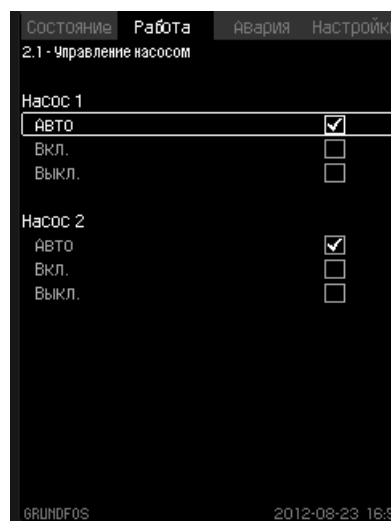 Состояние Работа Авария Настройки
2.1 - Управление насосом
Насос 1
АВТО
Вкл.
Выкл.
Насос 2
АВТО
Вкл.
Выкл.
GRUNDFOS 2012-08-23